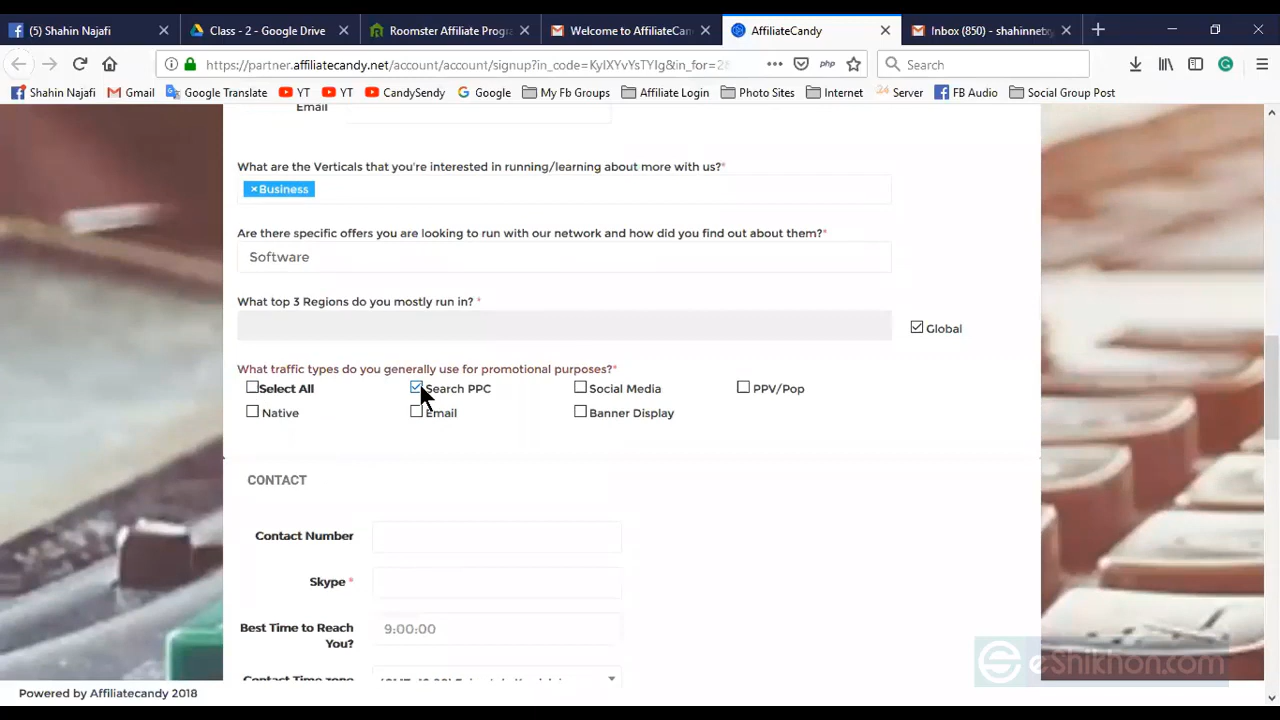 (5) Shahin Najafi
Class - 2 - Google Drive
Roomster Affiliate Progra
Welcome to AffiliateCan
AffiliateCandy
Inbox (850) - shahinnetxy
https://partner.affiliatecandy.net/account/account/signup?in_code=KyIXYvYsTYIg&in_for=28
php
Search
Shahin Najafi
Gmail
Google Translate
YT
YT
CandySendy
Google
My Fb Groups
Affiliate Login
Photo Sites
Internet
24 Server
FB Audio
Social Group Post
Email
What are the Verticals that you're interested in running/learning about more with us?*
×Business
Are there specific offers you are looking to run with our network and how did you find out about them?*
Software
What top 3 Regions do you mostly run in? *
Global
What traffic types do you generally use for promotional purposes?*
Select All
Search PPC
Social Media
PPV/Pop
Native
Email
Banner Display
CONTACT
Contact Number
Skype *
Best Time to Reach
You?
9:00:00
Contact Time zone
Powered by Affiliatecandy 2018
eShikhon.com